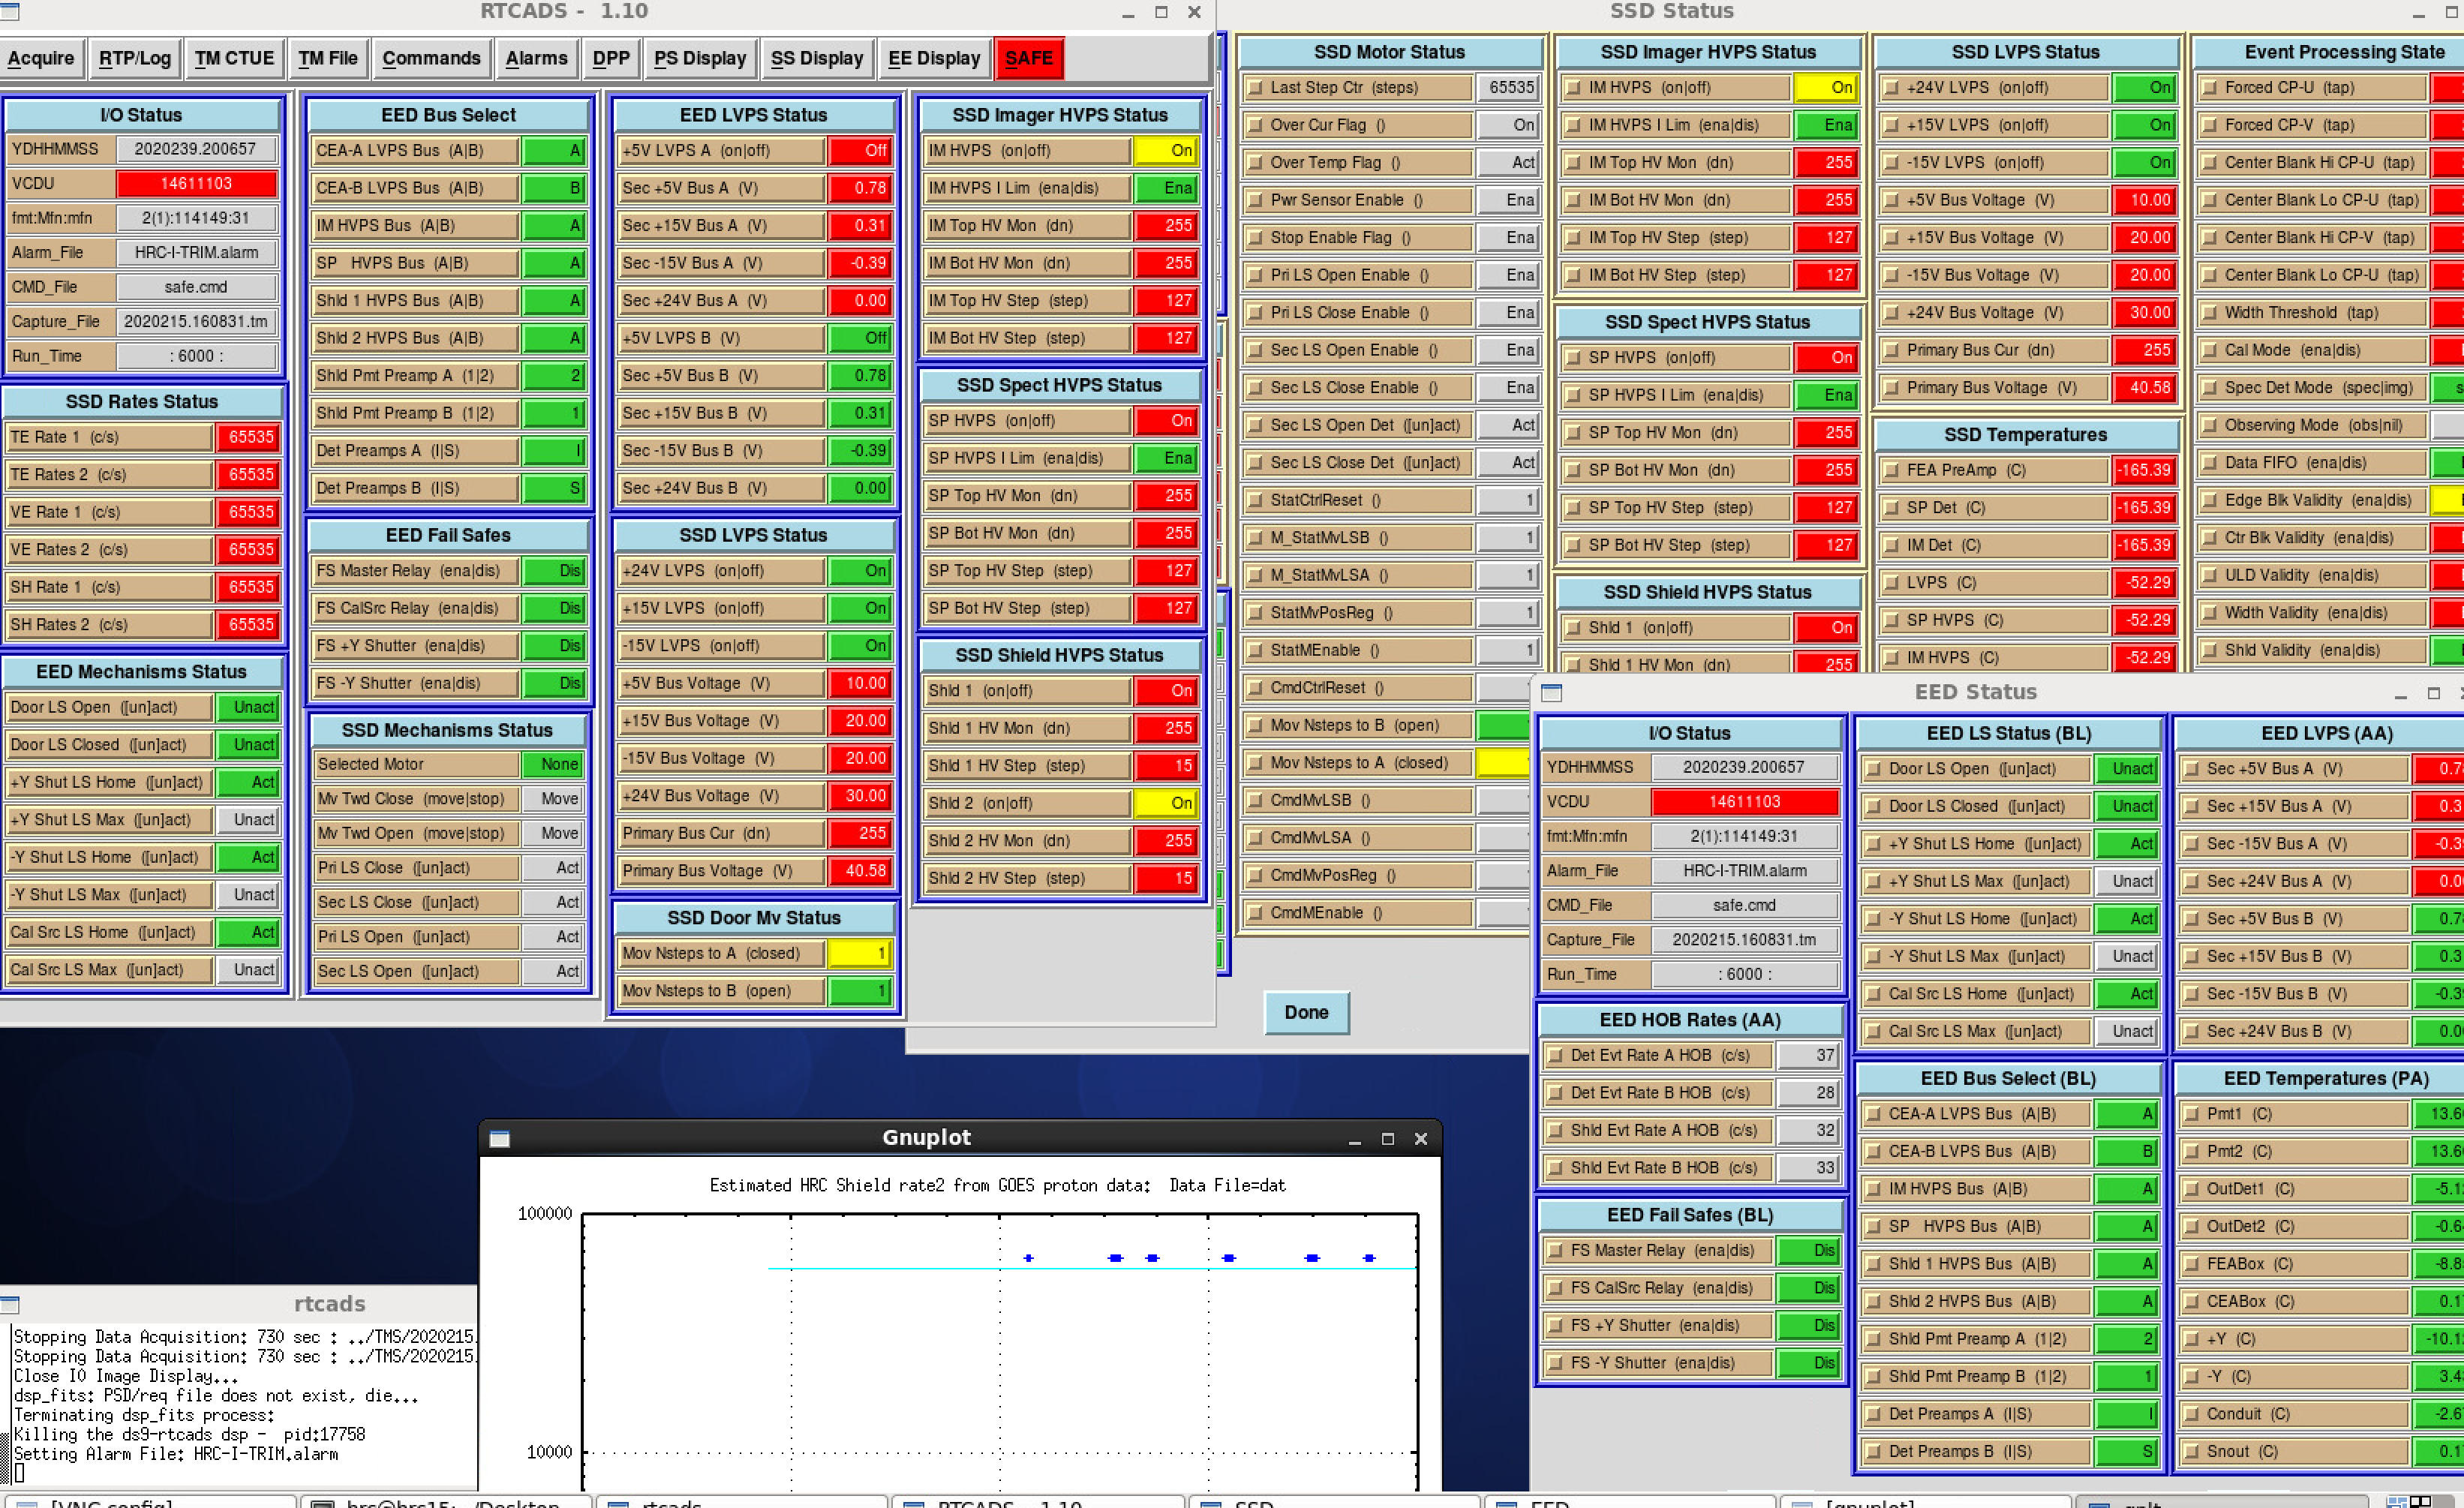 RTCADS - 1.10
Acquire RTP/Log TM CTUE TM File Commands Alarms DPP PS Display SS Display EE Display SAFE
I/O Status
YDHHMMSS 2020239.200657
VCDU 14611103
fmt:Mfn:mfn 2(1):114149:31
Alarm_File HRC-I-TRIM.alarm
CMD_File safe.cmd
Capture_File 2020215.160831.tm
Run_Time : 6000 :
SSD Rates Status
TE Rate 1 (c/s) 65535
TE Rates 2 (c/s) 65535
VE Rate 1 (c/s) 65535
VE Rates 2 (c/s) 65535
SH Rate 1 (c/s) 65535
SH Rates 2 (c/s) 65535
EED Mechanisms Status
Door LS Open ([un]act) Unact
Door LS Closed ([un]act) Unact
+Y Shut LS Home ([un]act) Act
+Y Shut LS Max ([un]act) Unact
-Y Shut LS Home ([un]act) Act
-Y Shut LS Max ([un]act) Unact
Cal Src LS Home ([un]act) Act
Cal Src LS Max ([un]act) Unact
EED Bus Select
CEA-A LVPS Bus (A|B) A
CEA-B LVPS Bus (A|B) B
IM HVPS Bus (A|B) A
SP HVPS Bus (A|B) A
Shld 1 HVPS Bus (A|B) A
Shld 2 HVPS Bus (A|B) A
Shld Pmt Preamp A (1|2) 2
Shld Pmt Preamp B (1|2) 1
Det Preamps A (I|S) I
Det Preamps B (I|S) S
EED Fail Safes
FS Master Relay (ena|dis) Dis
FS CalSrc Relay (ena|dis) Dis
FS +Y Shutter (ena|dis) Dis
FS -Y Shutter (ena|dis) Dis
SSD Mechanisms Status
Selected Motor None
Mv Twd Close (move|stop) Move
Mv Twd Open (move|stop) Move
Pri LS Close ([un]act) Act
Sec LS Close ([un]act) Act
Pri LS Open ([un]act) Act
Sec LS Open ([un]act) Act
EED LVPS Status
+5V LVPS A (on|off) Off
Sec +5V Bus A (V) 0.78
Sec +15V Bus A (V) 0.31
Sec -15V Bus A (V) -0.39
Sec +24V Bus A (V) 0.00
+5V LVPS B (V) Off
Sec +5V Bus B (V) 0.78
Sec +15V Bus B (V) 0.31
Sec -15V Bus B (V) -0.39
Sec +24V Bus B (V) 0.00
SSD LVPS Status
+24V LVPS (on|off) On
+15V LVPS (on|off) On
-15V LVPS (on|off) On
+5V Bus Voltage (V) 10.00
+15V Bus Voltage (V) 20.00
-15V Bus Voltage (V) 20.00
+24V Bus Voltage (V) 30.00
Primary Bus Cur (dn) 255
Primary Bus Voltage (V) 40.58
SSD Door Mv Status
Mov Nsteps to A (closed) 1
Mov Nsteps to B (open) 1
SSD Imager HVPS Status
IM HVPS (on|off) On
IM HVPS I Lim (ena|dis) Ena
IM Top HV Mon (dn) 255
IM Bot HV Mon (dn) 255
IM Top HV Step (step) 127
IM Bot HV Step (step) 127
SSD Spect HVPS Status
SP HVPS (on|off) On
SP HVPS I Lim (ena|dis) Ena
SP Top HV Mon (dn) 255
SP Bot HV Mon (dn) 255
SP Top HV Step (step) 127
SP Bot HV Step (step) 127
SSD Shield HVPS Status
Shld 1 (on|off) On
Shld 1 HV Mon (dn) 255
Shld 1 HV Step (step) 15
Shld 2 (on|off) On
Shld 2 HV Mon (dn) 255
Shld 2 HV Step (step) 15
SSD Status
SSD Motor Status
Last Step Ctr (steps) 65535
Over Cur Flag () On
Over Temp Flag () Act
Pwr Sensor Enable () Ena
Stop Enable Flag () Ena
Pri LS Open Enable () Ena
Pri LS Close Enable () Ena
Sec LS Open Enable () Ena
Sec LS Close Enable () Ena
Sec LS Open Det ([un]act) Act
Sec LS Close Det ([un]act) Act
StatCtrlReset () 1
M_StatMvLSB () 1
M_StatMvLSA () 1
StatMvPosReg () 1
StatMEnable () 1
CmdCtrlReset ()
Mov Nsteps to B (open)
Mov Nsteps to A (closed)
CmdMvLSB ()
CmdMvLSA ()
CmdMvPosReg ()
CmdMEnable ()
Done
SSD Imager HVPS Status
IM HVPS (on|off) On
IM HVPS I Lim (ena|dis) Ena
IM Top HV Mon (dn) 255
IM Bot HV Mon (dn) 255
IM Top HV Step (step) 127
IM Bot HV Step (step) 127
SSD Spect HVPS Status
SP HVPS (on|off) On
SP HVPS I Lim (ena|dis) Ena
SP Top HV Mon (dn) 255
SP Bot HV Mon (dn) 255
SP Top HV Step (step) 127
SP Bot HV Step (step) 127
SSD Shield HVPS Status
Shld 1 (on|off) On
Shld 1 HV Mon (dn) 255
SSD LVPS Status
+24V LVPS (on|off) On
+15V LVPS (on|off) On
-15V LVPS (on|off) On
+5V Bus Voltage (V) 10.00
+15V Bus Voltage (V) 20.00
-15V Bus Voltage (V) 20.00
+24V Bus Voltage (V) 30.00
Primary Bus Cur (dn) 255
Primary Bus Voltage (V) 40.58
SSD Temperatures
FEA PreAmp (C) -165.39
SP Det (C) -165.39
IM Det (C) -165.39
LVPS (C) -52.29
SP HVPS (C) -52.29
IM HVPS (C) -52.29
Event Processing State
Forced CP-U (tap)
Forced CP-V (tap)
Center Blank Hi CP-U (tap)
Center Blank Lo CP-U (tap)
Center Blank Hi CP-V (tap)
Center Blank Lo CP-U (tap)
Width Threshold (tap)
Cal Mode (ena|dis)
Spec Det Mode (spec|img)
Observing Mode (obs|nil)
Data FIFO (ena|dis)
Edge Blk Validity (ena|dis)
Ctr Blk Validity (ena|dis)
ULD Validity (ena|dis)
Width Validity (ena|dis)
Shld Validity (ena|dis)
EED Status
I/O Status
YDHHMMSS 2020239.200657
VCDU 14611103
fmt:Mfn:mfn 2(1):114149:31
Alarm_File HRC-I-TRIM.alarm
CMD_File safe.cmd
Capture_File 2020215.160831.tm
Run_Time : 6000 :
EED HOB Rates (AA)
Det Evt Rate A HOB (c/s) 37
Det Evt Rate B HOB (c/s) 28
Shld Evt Rate A HOB (c/s) 32
Shld Evt Rate B HOB (c/s) 33
EED Fail Safes (BL)
FS Master Relay (ena|dis) Dis
FS CalSrc Relay (ena|dis) Dis
FS +Y Shutter (ena|dis) Dis
FS -Y Shutter (ena|dis) Dis
EED LS Status (BL)
Door LS Open ([un]act) Unact
Door LS Closed ([un]act) Unact
+Y Shut LS Home ([un]act) Act
+Y Shut LS Max ([un]act) Unact
-Y Shut LS Home ([un]act) Act
-Y Shut LS Max ([un]act) Unact
Cal Src LS Home ([un]act) Act
Cal Src LS Max ([un]act) Unact
EED Bus Select (BL)
CEA-A LVPS Bus (A|B) A
CEA-B LVPS Bus (A|B) B
IM HVPS Bus (A|B) A
SP HVPS Bus (A|B) A
Shld 1 HVPS Bus (A|B) A
Shld 2 HVPS Bus (A|B) A
Shld Pmt Preamp A (1|2) 2
Shld Pmt Preamp B (1|2) 1
Det Preamps A (I|S) I
Det Preamps B (I|S) S
EED LVPS (AA)
Sec +5V Bus A (V) 0.7
Sec +15V Bus A (V) 0.3
Sec -15V Bus A (V) -0.3
Sec +24V Bus A (V) 0.0
Sec +5V Bus B (V) 0.7
Sec +15V Bus B (V) 0.3
Sec -15V Bus B (V) -0.3
Sec +24V Bus B (V) 0.0
EED Temperatures (PA)
Pmt1 (C) 13.6
Pmt2 (C) 13.6
OutDet1 (C) -5.1
OutDet2 (C) -0.6
FEABox (C) -8.8
CEABox (C) 0.1
+Y (C) -10.1
-Y (C) 3.4
Conduit (C) -2.6
Snout (C) 0.1
Gnuplot
Estimated HRC Shield rate2 from GOES proton data: Data File=dat
100000
10000
rtcads
Stopping Data Acquisition: 730 sec : ../TMS/2020215.
Stopping Data Acquisition: 730 sec : ../TMS/2020215.
Close IO Image Display...
dsp_fits: PSD/req file does not exist, die...
Terminating dsp_fits process:
Killing the ds9-rtcads dsp - pid:17758
Setting Alarm File: HRC-I-TRIM.alarm
[VNC config] hrc@hrc15:~/Desktop rtcads RTCADS - 1.10 SSD EED [gnuplot]